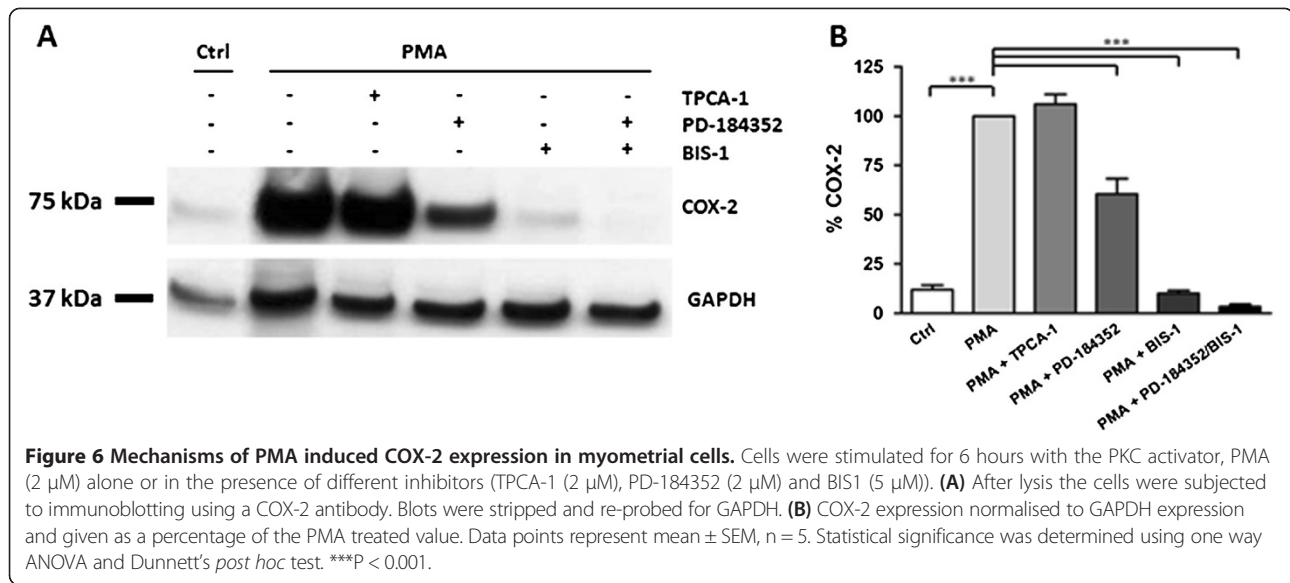 A
B
Ctrl
PMA
- - + - - - TPCA-1
- - - + - + PD-184352
- - - - + + BIS-1
75 kDa
COX-2
37 kDa
GAPDH
***
***
% COX-2
125
100
75
50
25
0
Ctrl
PMA
PMA + TPCA-1
PMA + PD-184352
PMA + BIS-1
PMA + PD-184352/BIS-1
Figure 6 Mechanisms of PMA induced COX-2 expression in myometrial cells. Cells were stimulated for 6 hours with the PKC activator, PMA
(2 μM) alone or in the presence of different inhibitors (TPCA-1 (2 μM), PD-184352 (2 μM) and BIS1 (5 μM)). (A) After lysis the cells were subjected
to immunoblotting using a COX-2 antibody. Blots were stripped and re-probed for GAPDH. (B) COX-2 expression normalised to GAPDH expression
and given as a percentage of the PMA treated value. Data points represent mean ± SEM, n = 5. Statistical significance was determined using one way
ANOVA and Dunnett's post hoc test. ***P < 0.001.